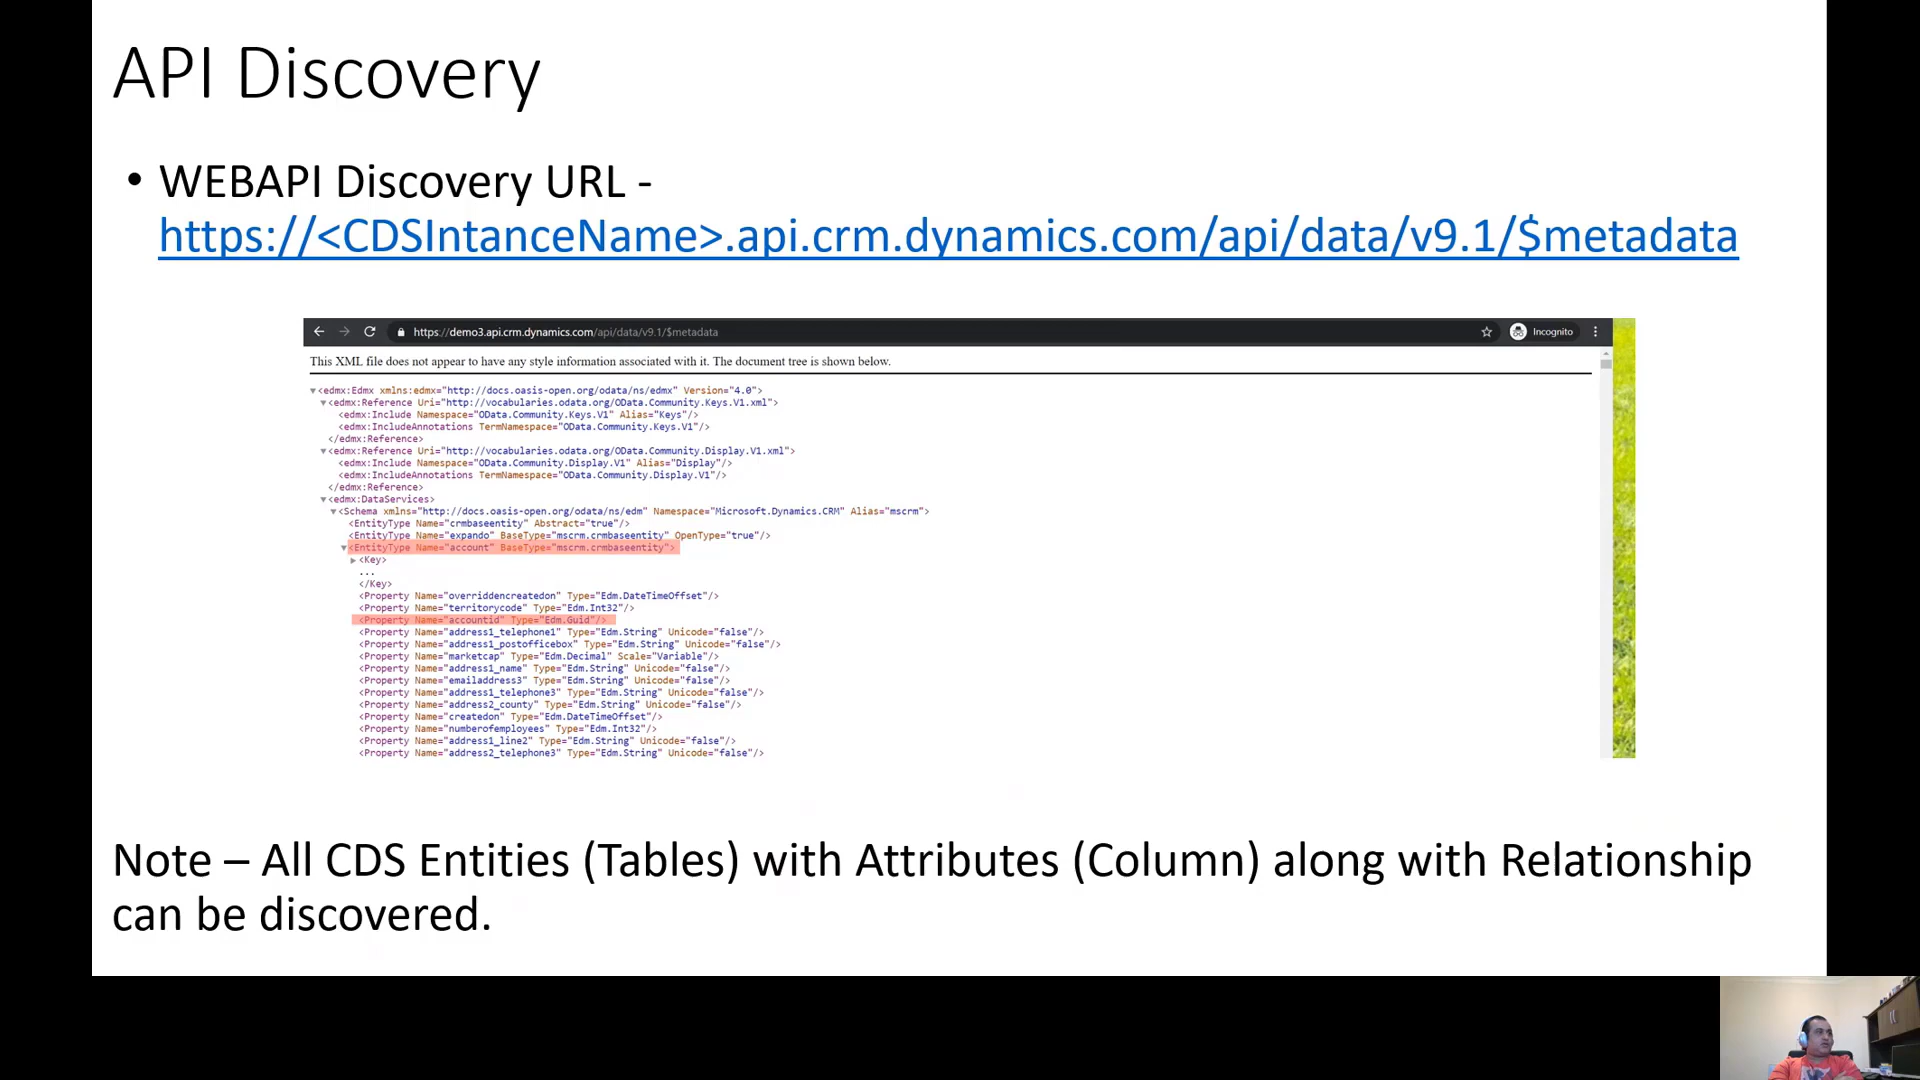 API Discovery
• WEBAPI Discovery URL -
https://<CDSIntanceName>.api.crm.dynamics.com/api/data/v9.1/$metadata
https://demo3.api.crm.dynamics.com/api/data/v9.1/$metadata Incognito
This XML file does not appear to have any style information associated with it. The document tree is shown below.
<edmx:Edmx xmlns:edmx="http://docs.oasis-open.org/odata/ns/edmx" Version="4.0">
<edmx:Reference Uri="http://vocabularies.odata.org/OData.Community.Keys.V1.xml">
<edmx:Include Namespace="OData.Community.Keys.V1" Alias="Keys"/>
<edmx:IncludeAnnotations TermNamespace="OData.Community.Keys.V1"/>
</edmx:Reference>
<edmx:Reference Uri="http://vocabularies.odata.org/OData.Community.Display.V1.xml">
<edmx:Include Namespace="OData.Community.Display.V1" Alias="Display"/>
<edmx:IncludeAnnotations TermNamespace="OData.Community.Display.V1"/>
</edmx:Reference>
<edmx:DataServices>
<Schema xmlns="http://docs.oasis-open.org/odata/ns/edm" Namespace="Microsoft.Dynamics.CRM" Alias="mscrm">
<EntityType Name="crmbaseentity" Abstract="true"/>
<EntityType Name="expando" BaseType="mscrm.crmbaseentity" OpenType="true"/>
<EntityType Name="account" BaseType="mscrm.crmbaseentity">
<Key>
...
</Key>
<Property Name="overriddencreatedon" Type="Edm.DateTimeOffset"/>
<Property Name="territorycode" Type="Edm.Int32"/>
<Property Name="accountid" Type="Edm.Guid"/>
<Property Name="address1_telephone1" Type="Edm.String" Unicode="false"/>
<Property Name="address1_postofficebox" Type="Edm.String" Unicode="false"/>
<Property Name="marketcap" Type="Edm.Decimal" Scale="Variable"/>
<Property Name="address1_name" Type="Edm.String" Unicode="false"/>
<Property Name="emailaddress3" Type="Edm.String" Unicode="false"/>
<Property Name="address1_telephone3" Type="Edm.String" Unicode="false"/>
<Property Name="address2_county" Type="Edm.String" Unicode="false"/>
<Property Name="createdon" Type="Edm.DateTimeOffset"/>
<Property Name="numberofemployees" Type="Edm.Int32"/>
<Property Name="address1_line2" Type="Edm.String" Unicode="false"/>
<Property Name="address2_telephone3" Type="Edm.String" Unicode="false"/>
Note – All CDS Entities (Tables) with Attributes (Column) along with Relationship
can be discovered.